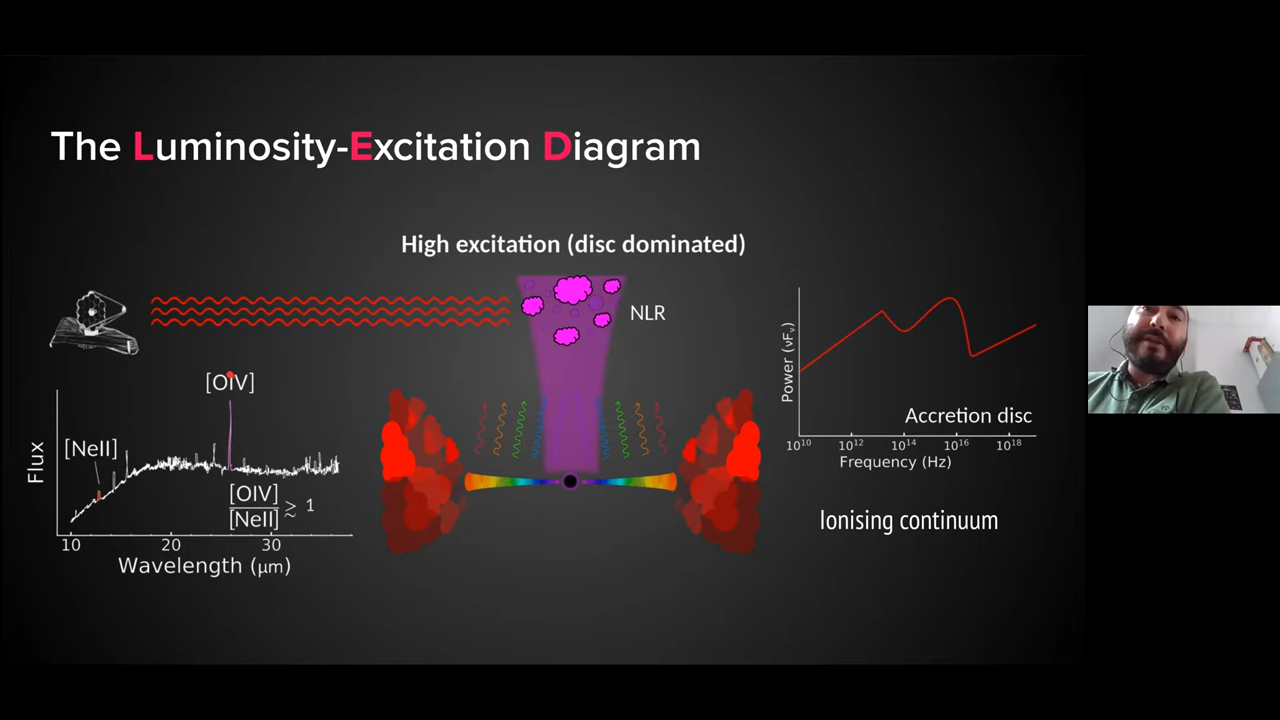 The Luminosity-Excitation Diagram
High excitation (disc dominated)
NLR
[OIV]
[NeII]
Flux
[OIV]
[NeII]
≳ 1
10
20
30
Wavelength (μm)
Power (νFᵥ)
Accretion disc
10¹⁰
10¹²
10¹⁴
10¹⁶
10¹⁸
Frequency (Hz)
Ionising continuum